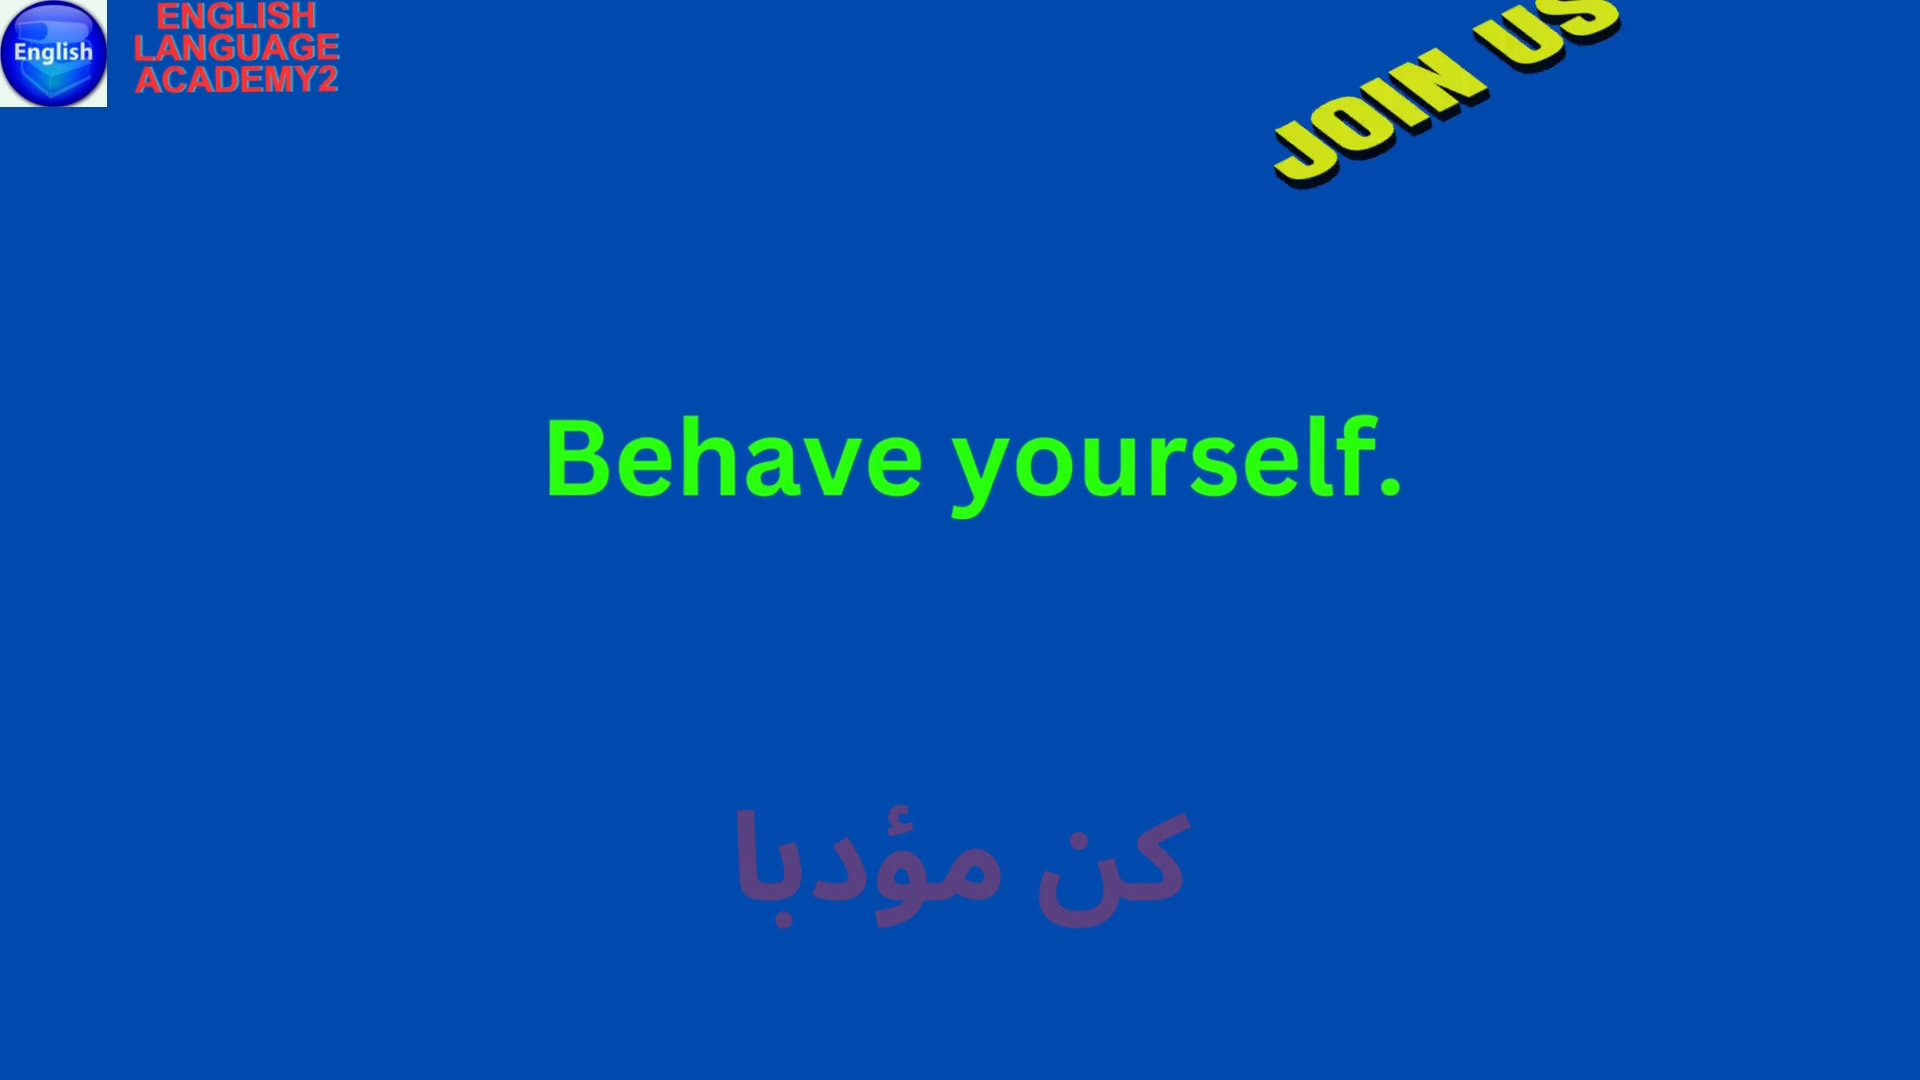 English
ENGLISH
LANGUAGE
ACADEMY2
JOIN US
Behave yourself.
كن مؤدبا